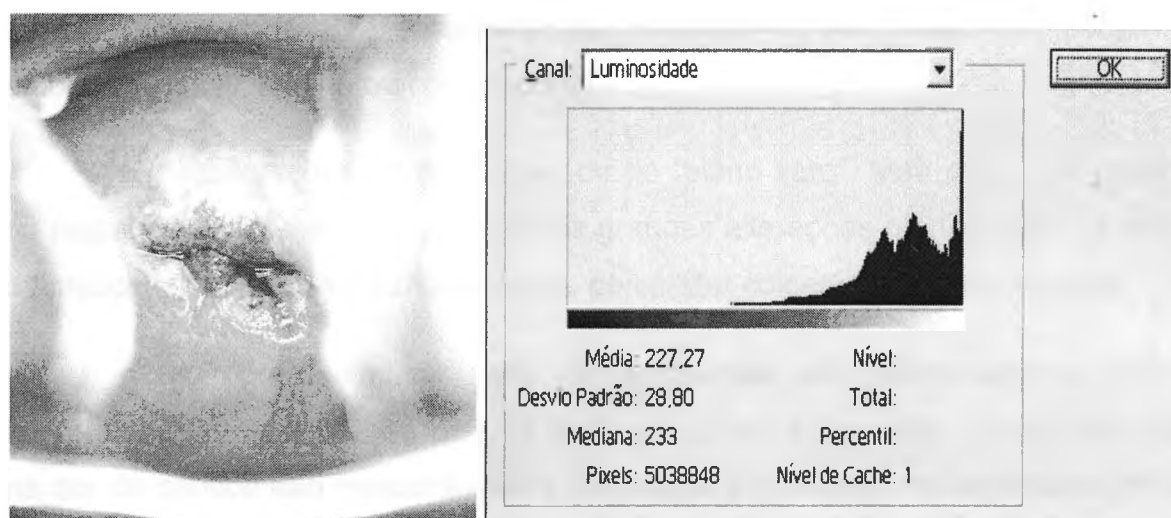 Canal: Luminosidade
OK
Média: 227,27 Nível:
Desvio Padrão: 28,80 Total:
Mediana: 233 Percentil:
Pixels: 5038848 Nível de Cache: 1